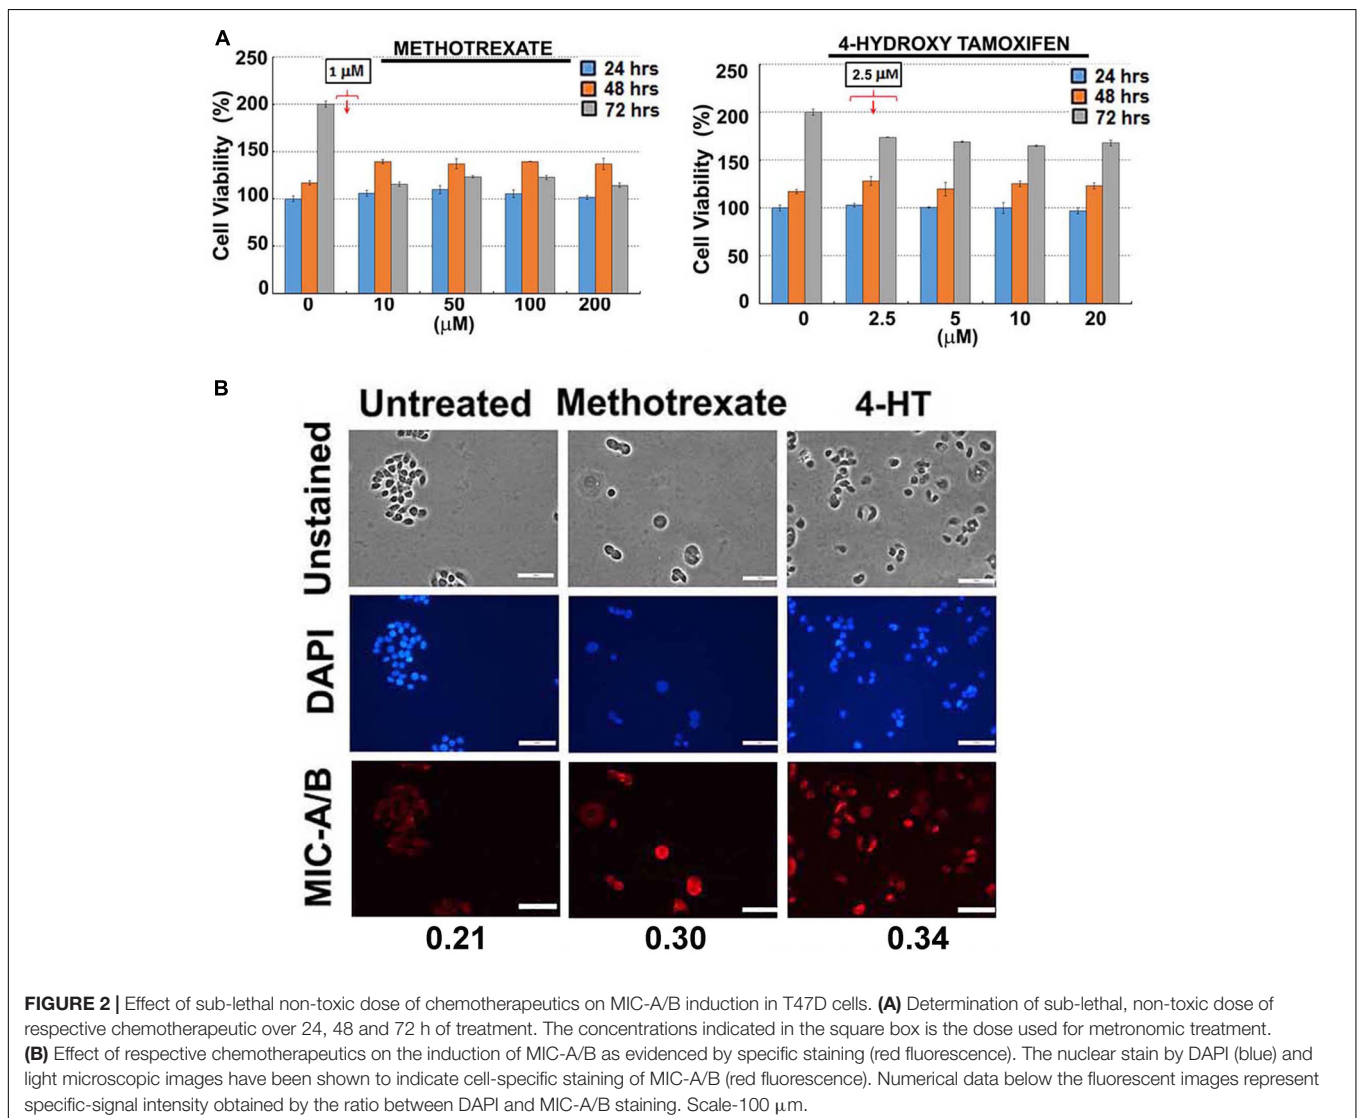 A
METHOTREXATE
250
200
150
100
50
0
Cell Viability (%)
1 μM
24 hrs
48 hrs
72 hrs
0 10 50 100 200
(μM)
4-HYDROXY TAMOXIFEN
250
200
150
100
50
0
Cell Viability (%)
2.5 μM
24 hrs
48 hrs
72 hrs
0 2.5 5 10 20
(μM)
B
Untreated Methotrexate 4-HT
Unstained
DAPI
MIC-A/B
0.21 0.30 0.34
FIGURE 2 | Effect of sub-lethal non-toxic dose of chemotherapeutics on MIC-A/B induction in T47D cells. (A) Determination of sub-lethal, non-toxic dose of
respective chemotherapeutic over 24, 48 and 72 h of treatment. The concentrations indicated in the square box is the dose used for metronomic treatment.
(B) Effect of respective chemotherapeutics on the induction of MIC-A/B as evidenced by specific staining (red fluorescence). The nuclear stain by DAPI (blue) and
light microscopic images have been shown to indicate cell-specific staining of MIC-A/B (red fluorescence). Numerical data below the fluorescent images represent
specific-signal intensity obtained by the ratio between DAPI and MIC-A/B staining. Scale-100 μm.